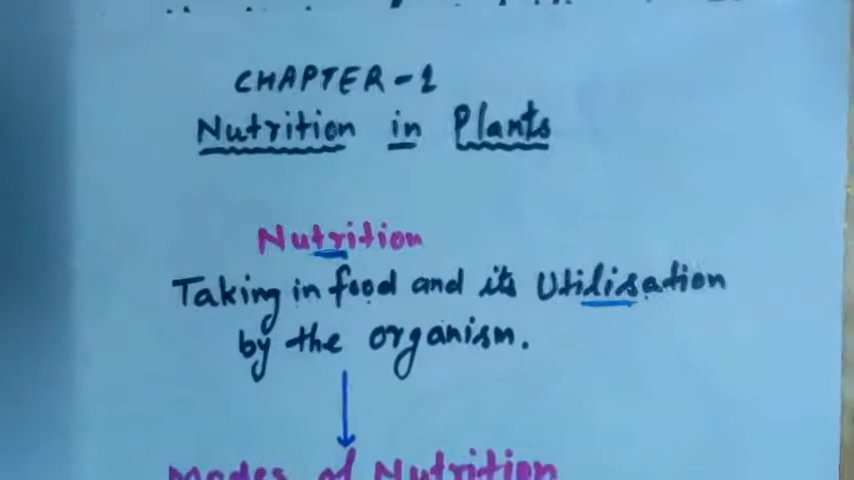 CHAPTER-1
Nutrition in Plants
Nutrition
Taking in food and its Utilisation
by the organism.
Modes of Nutrition